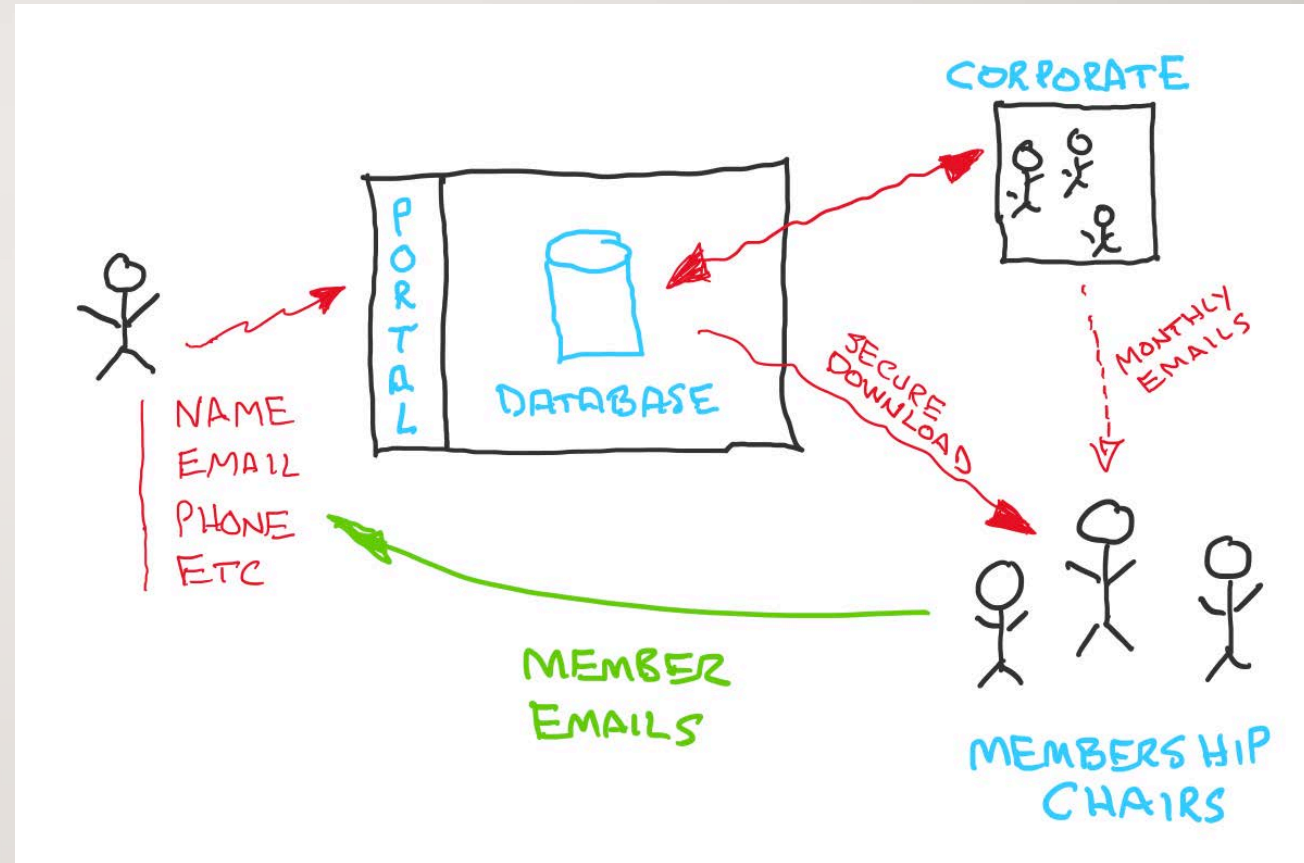 CORPORATE
PORTAL
DATABASE
SECURE
DOWNLOAD
MONTHLY
EMAILS
NAME
EMAIL
PHONE
ETC
MEMBER
EMAILS
MEMBERSHIP
CHAIRS